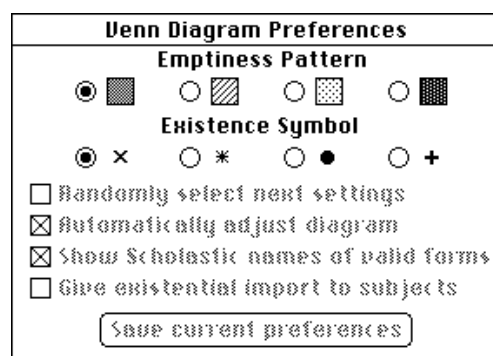 Venn Diagram Preferences
Emptiness Pattern
Existence Symbol
Randomly select next settings
Automatically adjust diagram
Show Scholastic names of valid forms
Give existential import to subjects
Save current preferences